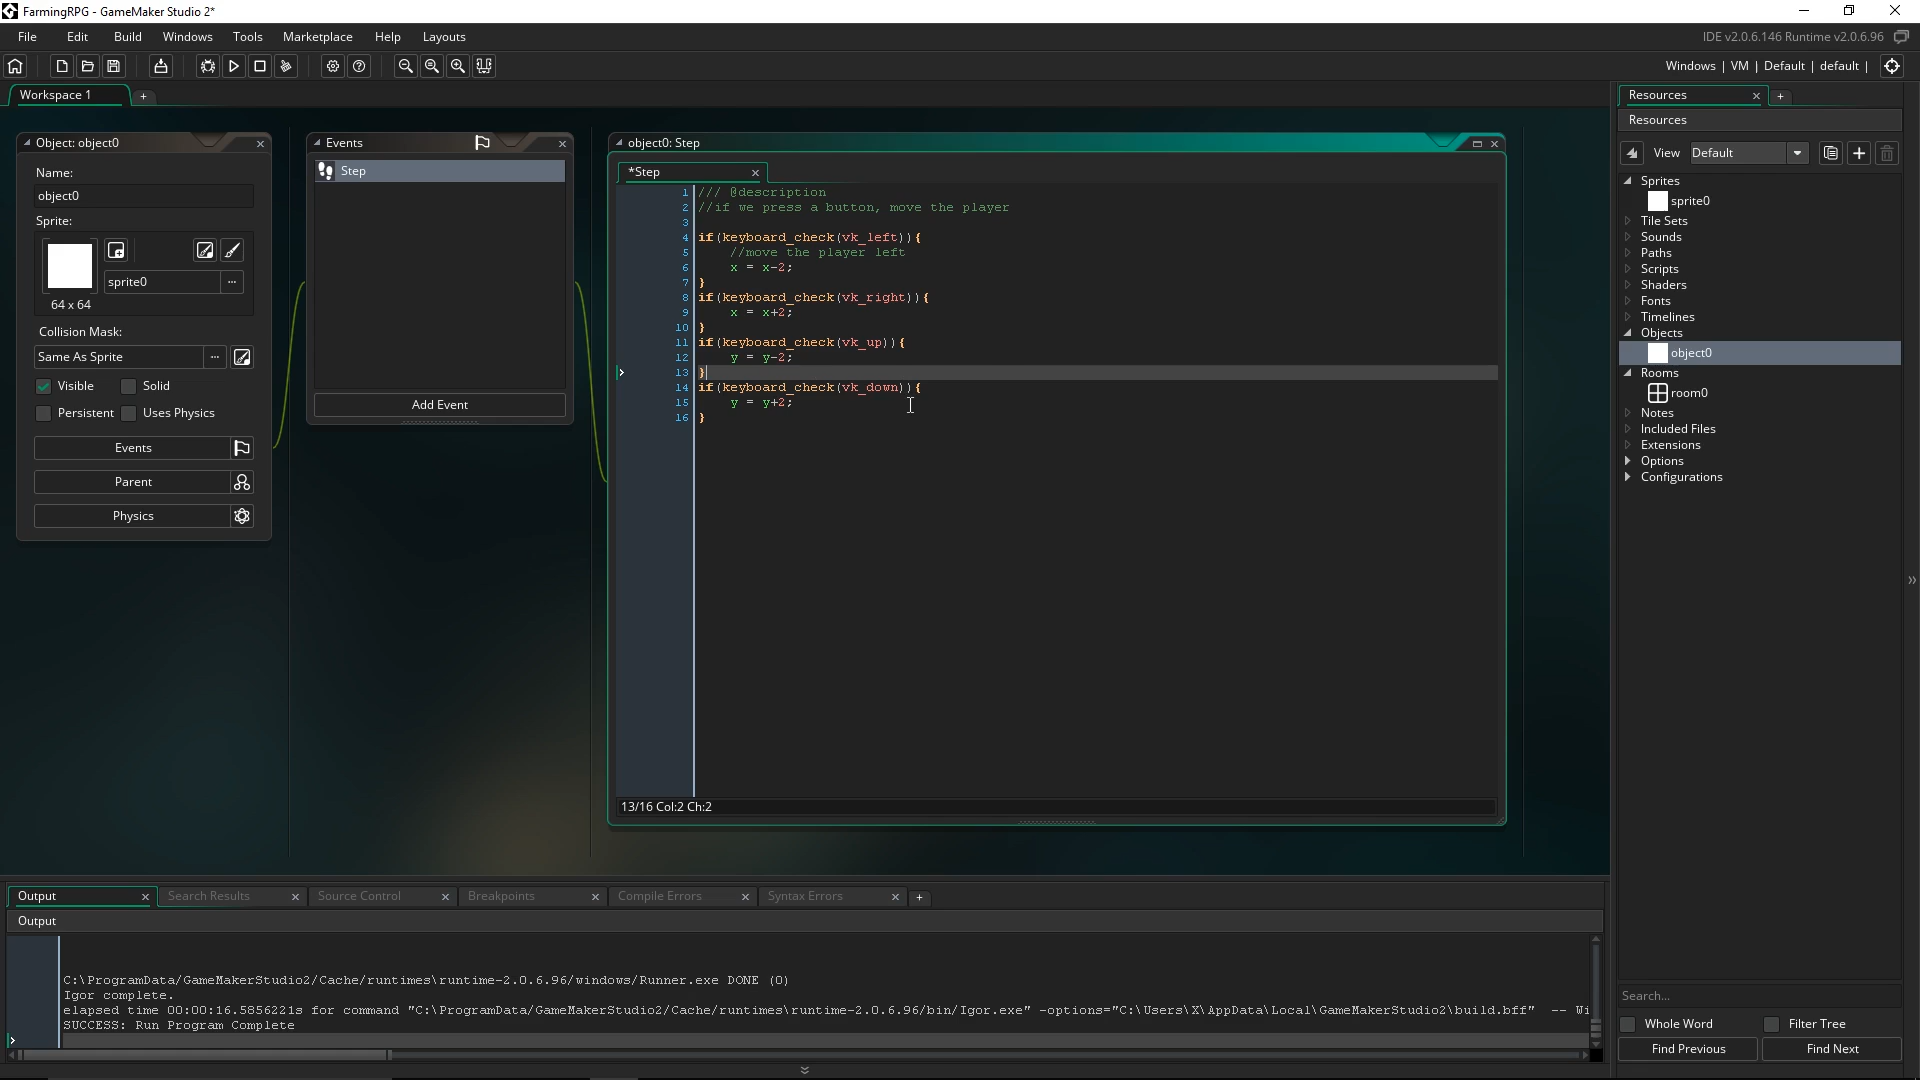 FarmingRPG - GameMaker Studio 2*
File Edit Build Windows Tools Marketplace Help Layouts
IDE v2.0.6.146 Runtime v2.0.6.96
Windows | VM | Default | default |
Workspace 1
+
Object: object0
Name:
object0
Sprite:
sprite0
...
64 x 64
Collision Mask:
Same As Sprite
...
Visible
Solid
Persistent
Uses Physics
Events
Parent
Physics
Events
Step
Add Event
object0: Step
*Step
1 /// @description
2 //if we press a button, move the player
3
4 if(keyboard_check(vk_left)){
5     //move the player left
6     x = x-2;
7 }
8 if(keyboard_check(vk_right)){
9     x = x+2;
10 }
11 if(keyboard_check(vk_up)){
12     y = y-2;
13 }
14 if(keyboard_check(vk_down)){
15     y = y+2;
16 }
13/16 Col:2 Ch:2
Resources
+
Resources
View Default
Sprites
sprite0
Tile Sets
Sounds
Paths
Scripts
Shaders
Fonts
Timelines
Objects
object0
Rooms
room0
Notes
Included Files
Extensions
Options
Configurations
Search...
Whole Word
Filter Tree
Find Previous
Find Next
Output
Search Results
Source Control
Breakpoints
Compile Errors
Syntax Errors
+
Output
C:\ProgramData/GameMakerStudio2/Cache/runtimes\runtime-2.0.6.96/windows/Runner.exe DONE (0)
Igor complete.
elapsed time 00:00:16.5856221s for command "C:\ProgramData/GameMakerStudio2/Cache/runtimes\runtime-2.0.6.96/bin/Igor.exe" -options="C:\Users\X\AppData\Local\GameMakerStudio2\build.bff" -- Wi
SUCCESS: Run Program Complete